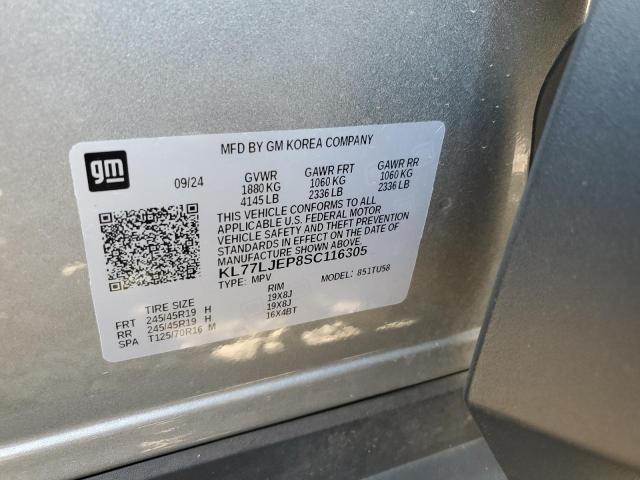 MFD BY GM KOREA COMPANY
gm
09/24
GVWR GAWR FRT GAWR RR
1880 KG 1060 KG 1060 KG
4145 LB 2336 LB 2336 LB
THIS VEHICLE CONFORMS TO ALL
APPLICABLE U.S. FEDERAL MOTOR
VEHICLE SAFETY AND THEFT PREVENTION
STANDARDS IN EFFECT ON THE DATE OF
MANUFACTURE SHOWN ABOVE.
KL77LJEP8SC116305
TYPE: MPV MODEL: 851TU58
TIRE SIZE RIM
FRT 245/45R19 H 19X8J
RR 245/45R19 H 19X8J
SPA T125/70R16 M 16X4BT